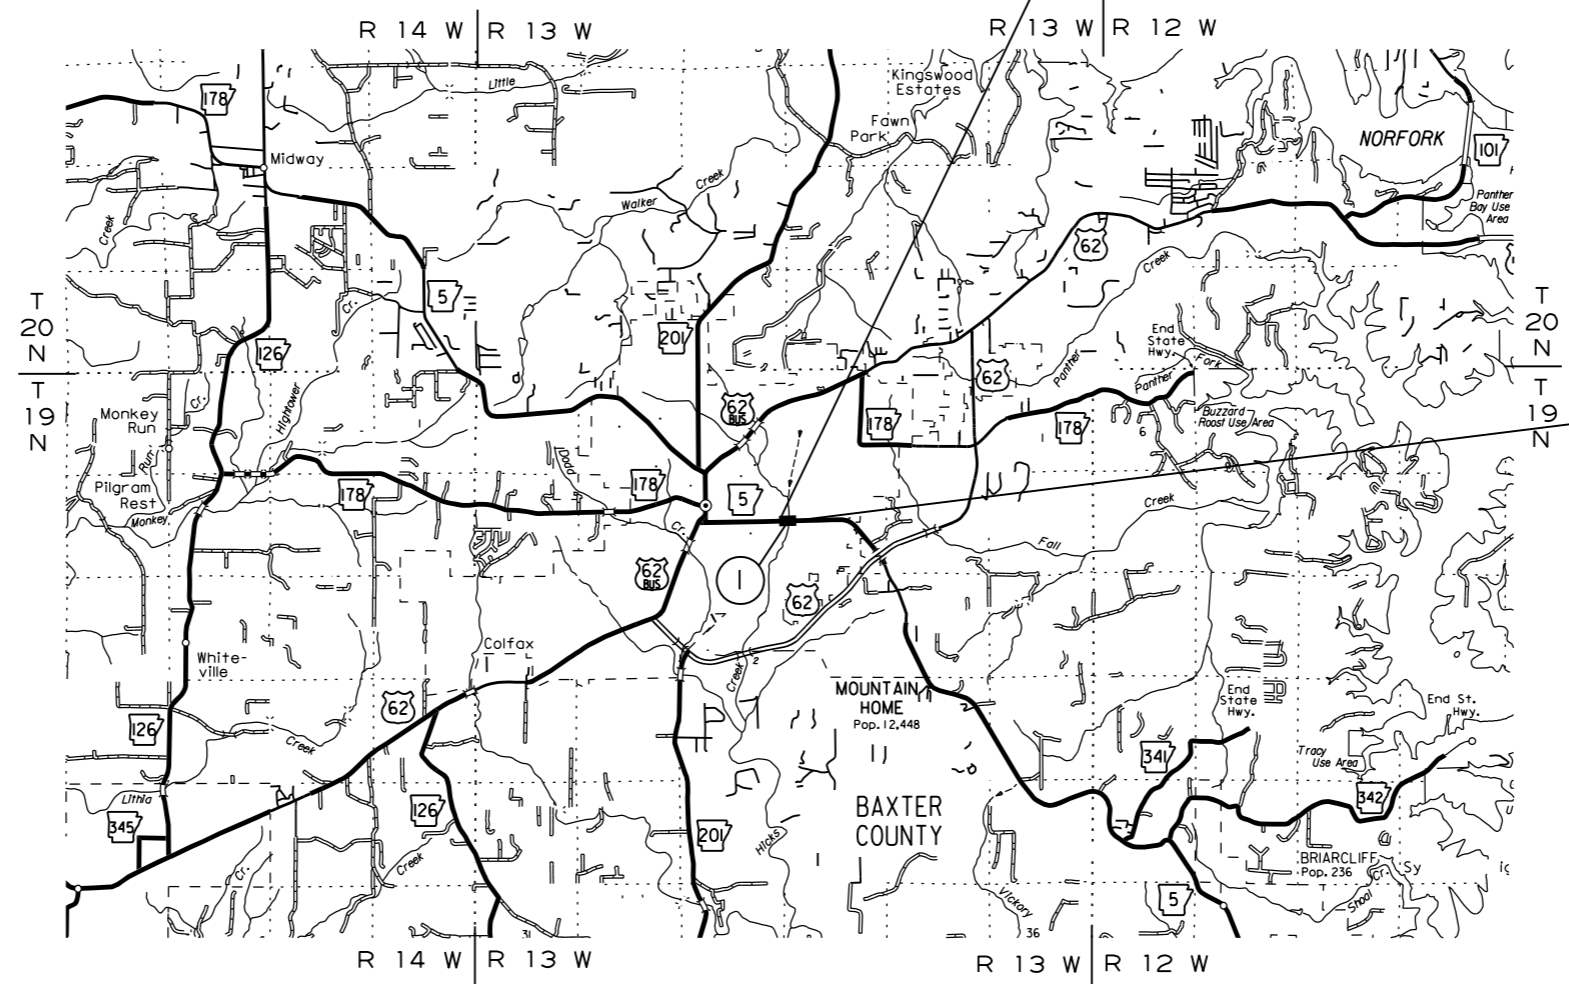 R 14 W R 13 W
R 13 W R 12 W
178
Little
Kingswood
Estates
Fawn
Park
NORFORK
101
Midway
Creek
Walker
Panther
Bay Use
Area
Creek
62
Creek
5
Cr.
T
20
N
T
20
N
201
126
End
State
Hwy.
Fork
62
Panther
Panther
T
19
N
T
19
N
Cr.
Hightower
62
BUS
Monkey
Run
178
178
6
Buzzard
Roost Use Area
Run
Dodd
Pilgram
Rest
178
178
5
Creek
Monkey
Cr.
Fall
62
BUS
1
62
White-
ville
Colfax
Creek
2
MOUNTAIN
HOME
Pop. 12,448
End
State
Hwy.
End St.
Hwy.
62
126
Creek
341
Tracy
Use Area
Lithia
342
345
126
201
Hicks
BAXTER
COUNTY
Creek
Cr.
BRIARCLIFF
Pop. 236
Cr.
Sy
Shoal
Vickory
5
31
36
R 14 W R 13 W
R 13 W R 12 W